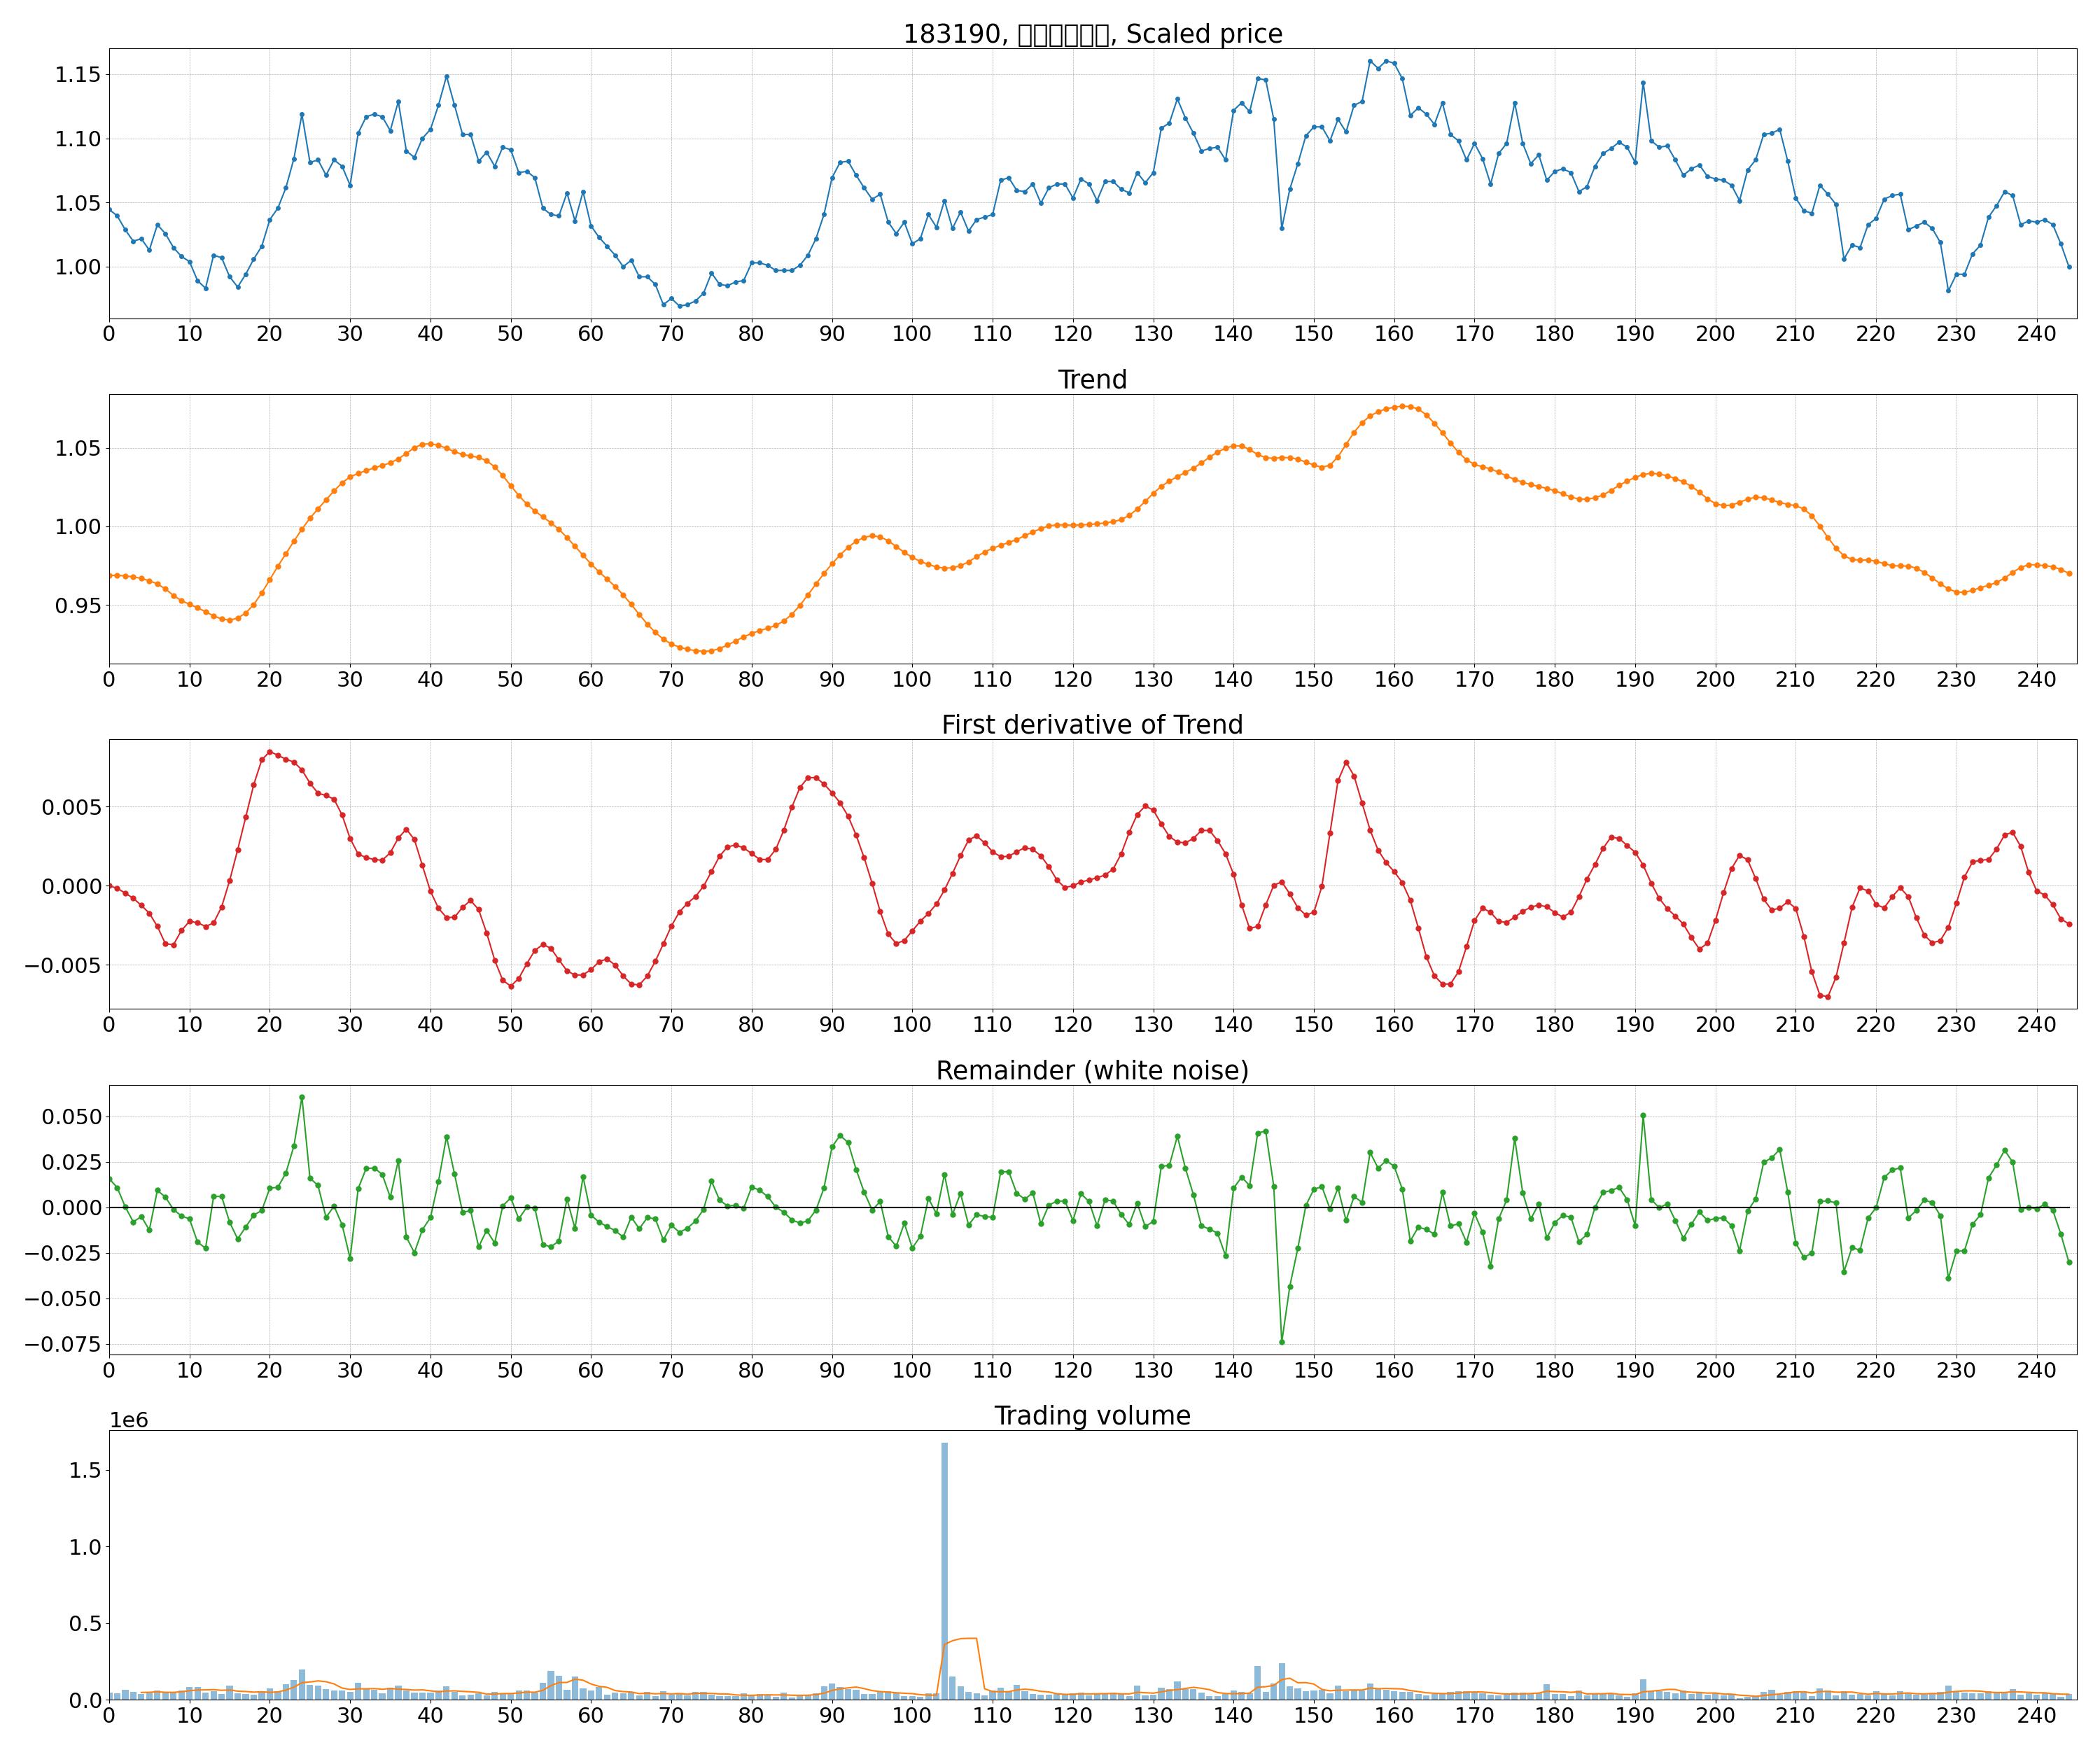 183190, □□□□□□, Scaled price
1.15
1.10
1.05
1.00
0 10 20 30 40 50 60 70 80 90 100 110 120 130 140 150 160 170 180 190 200 210 220 230 240
Trend
1.05
1.00
0.95
0 10 20 30 40 50 60 70 80 90 100 110 120 130 140 150 160 170 180 190 200 210 220 230 240
First derivative of Trend
0.005
0.000
−0.005
0 10 20 30 40 50 60 70 80 90 100 110 120 130 140 150 160 170 180 190 200 210 220 230 240
Remainder (white noise)
0.050
0.025
0.000
−0.025
−0.050
−0.075
0 10 20 30 40 50 60 70 80 90 100 110 120 130 140 150 160 170 180 190 200 210 220 230 240
Trading volume
1e6
1.5
1.0
0.5
0.0
0 10 20 30 40 50 60 70 80 90 100 110 120 130 140 150 160 170 180 190 200 210 220 230 240